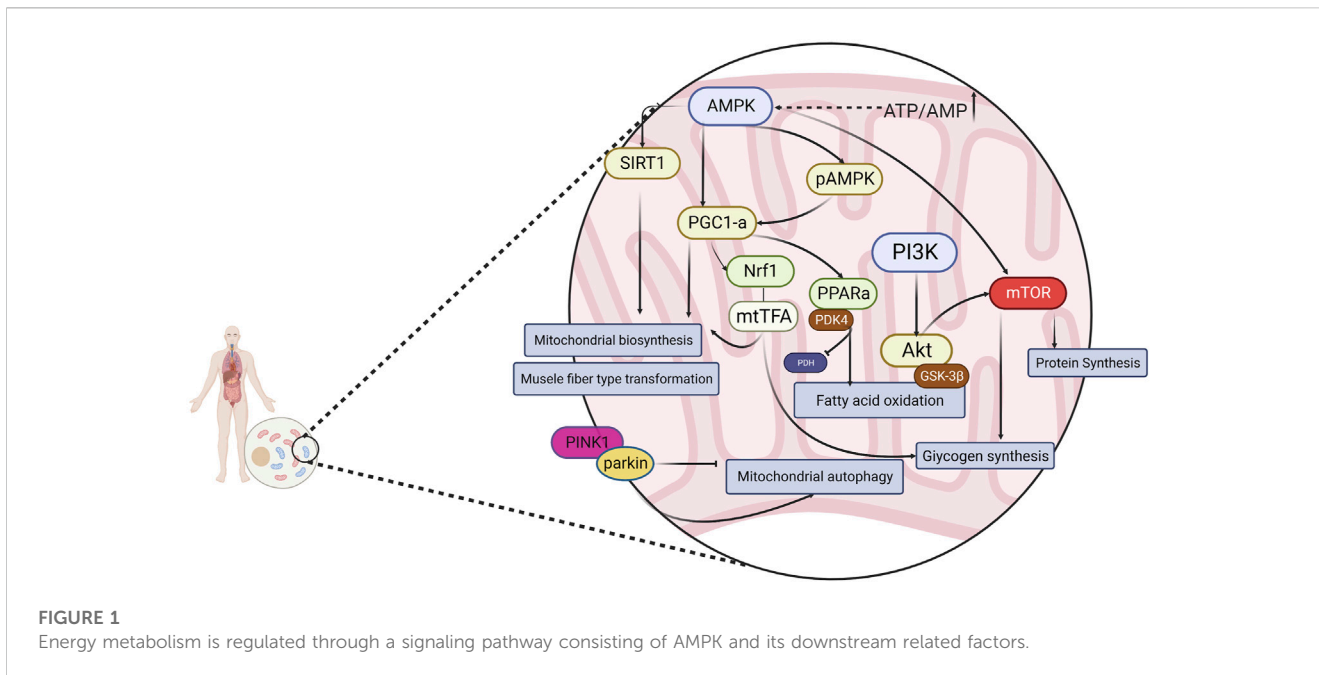 AMPK
ATP/AMP
SIRT1
pAMPK
PGC1-a
PI3K
Nrf1
PPARa
mTOR
mtTFA
PDK4
Mitochondrial biosynthesis
Akt
PDH
Protein Synthesis
Musele fiber type transformation
GSK-3β
Fatty acid oxidation
PINK1
parkin
Giycogen synthesis
Mitochondrial autophagy
FIGURE 1
Energy metabolism is regulated through a signaling pathway consisting of AMPK and its downstream related factors.